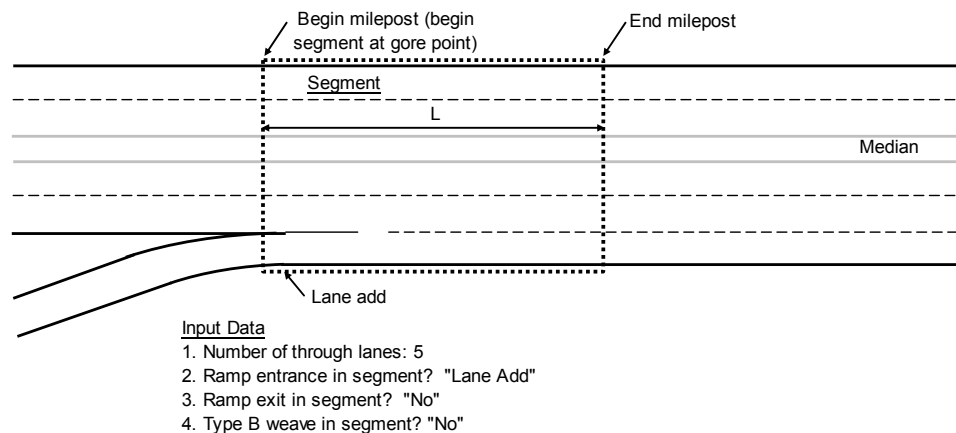 Begin milepost (begin
segment at gore point)
End milepost
Segment
L
Median
Lane add
Input Data
1. Number of through lanes: 5
2. Ramp entrance in segment? "Lane Add"
3. Ramp exit in segment? "No"
4. Type B weave in segment? "No"